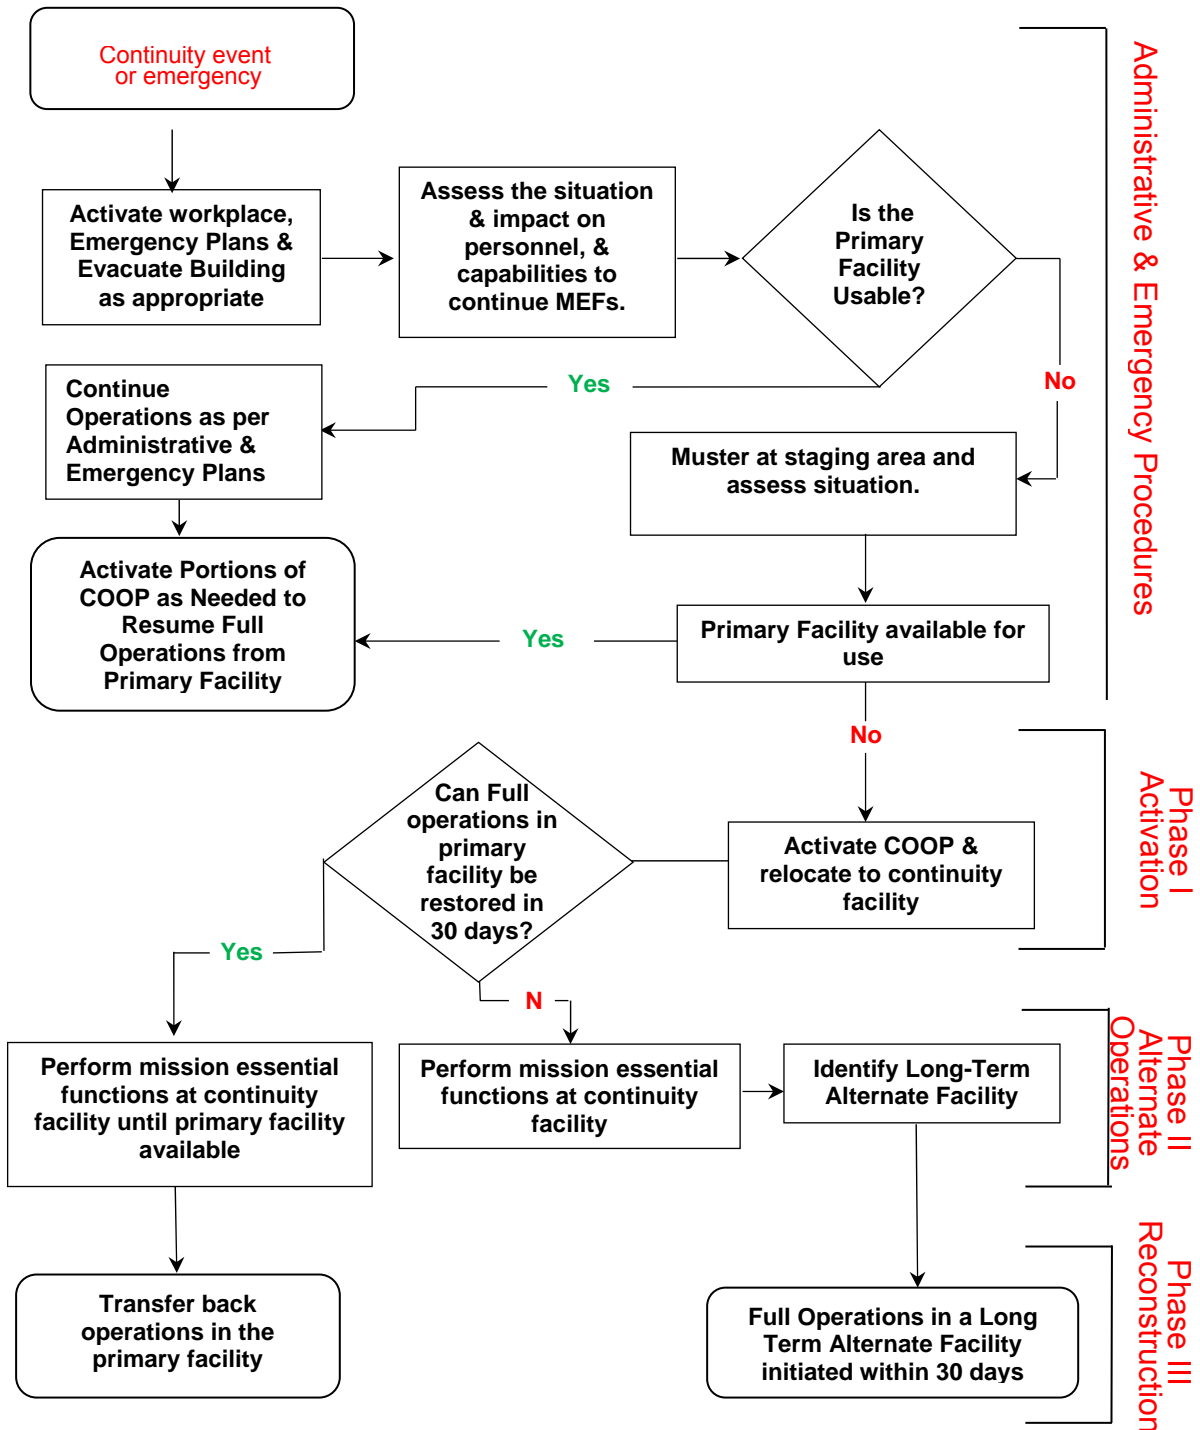 Continuity event
or emergency
Activate workplace,
Emergency Plans &
Evacuate Building
as appropriate
Assess the situation
& impact on
personnel, &
capabilities to
continue MEFs.
Is the
Primary
Facility
Usable?
Yes
No
Continue
Operations as per
Administrative &
Emergency Plans
Muster at staging area and
assess situation.
Activate Portions of
COOP as Needed to
Resume Full
Operations from
Primary Facility
Yes
Primary Facility available for
use
Administrative & Emergency Procedures
No
Can Full
operations in
primary
facility be
restored in
30 days?
Activate COOP &
relocate to continuity
facility
Phase I
Activation
Yes
N
Perform mission essential
functions at continuity
facility until primary facility
available
Perform mission essential
functions at continuity
facility
Identify Long-Term
Alternate Facility
Phase II
Alternate
Operations
Transfer back
operations in the
primary facility
Full Operations in a Long
Term Alternate Facility
initiated within 30 days
Phase III
Reconstruction